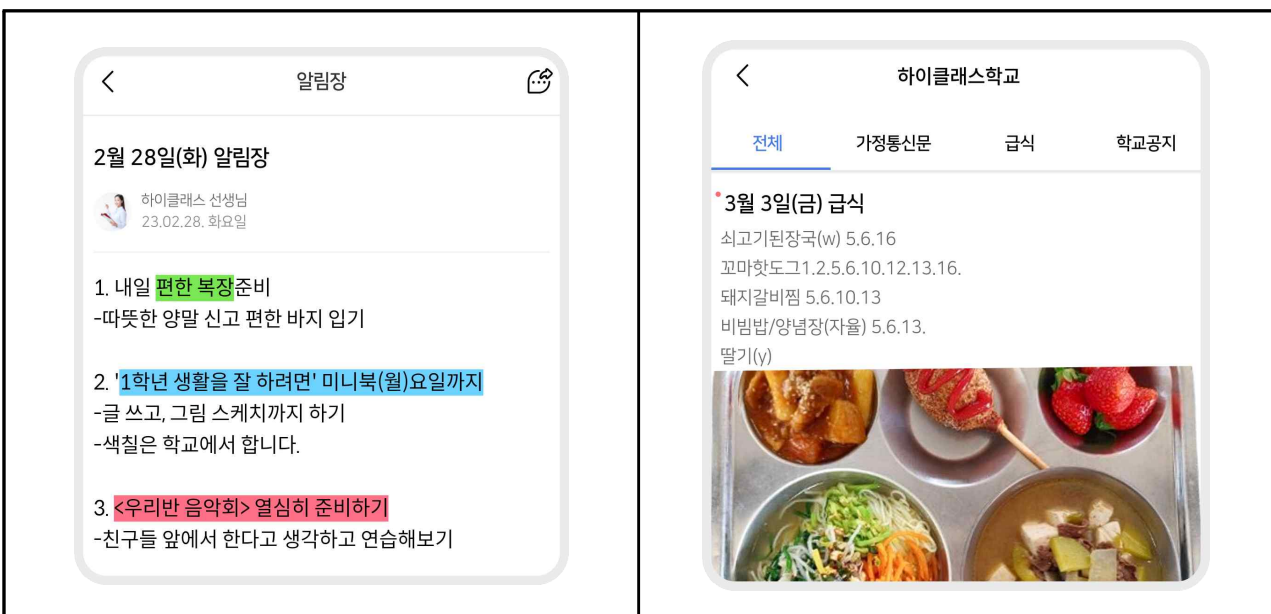 알림장
2월 28일(화) 알림장
하이클래스 선생님
23.02.28. 화요일
1. 내일 편한 복장준비
-따뜻한 양말 신고 편한 바지 입기
2. '1학년 생활을 잘 하려면' 미니북(월)요일까지
-글 쓰고, 그림 스케치까지 하기
-색칠은 학교에서 합니다.
3. <우리반 음악회> 열심히 준비하기
-친구들 앞에서 한다고 생각하고 연습해보기
하이클래스학교
전체 가정통신문 급식 학교공지
3월 3일(금) 급식
쇠고기된장국(w) 5.6.16
꼬마핫도그1.2.5.6.10.12.13.16.
돼지갈비찜 5.6.10.13
비빔밥/양념장(자율) 5.6.13.
딸기(y)